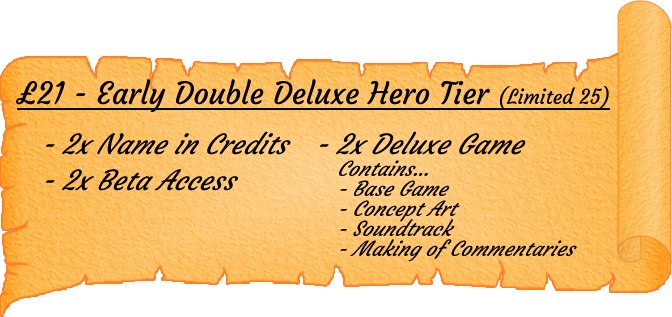 £21 - Early Double Deluxe Hero Tier (Limited 25)
- 2x Name in Credits
- 2x Beta Access
- 2x Deluxe Game
Contains...
- Base Game
- Concept Art
- Soundtrack
- Making of Commentaries